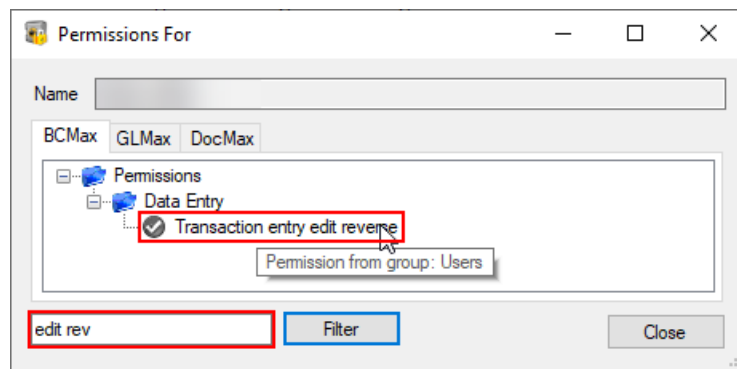 Permissions For
Name
BCMax GLMax DocMax
Permissions
Data Entry
Transaction entry edit reverse
Permission from group: Users
edit rev Filter Close